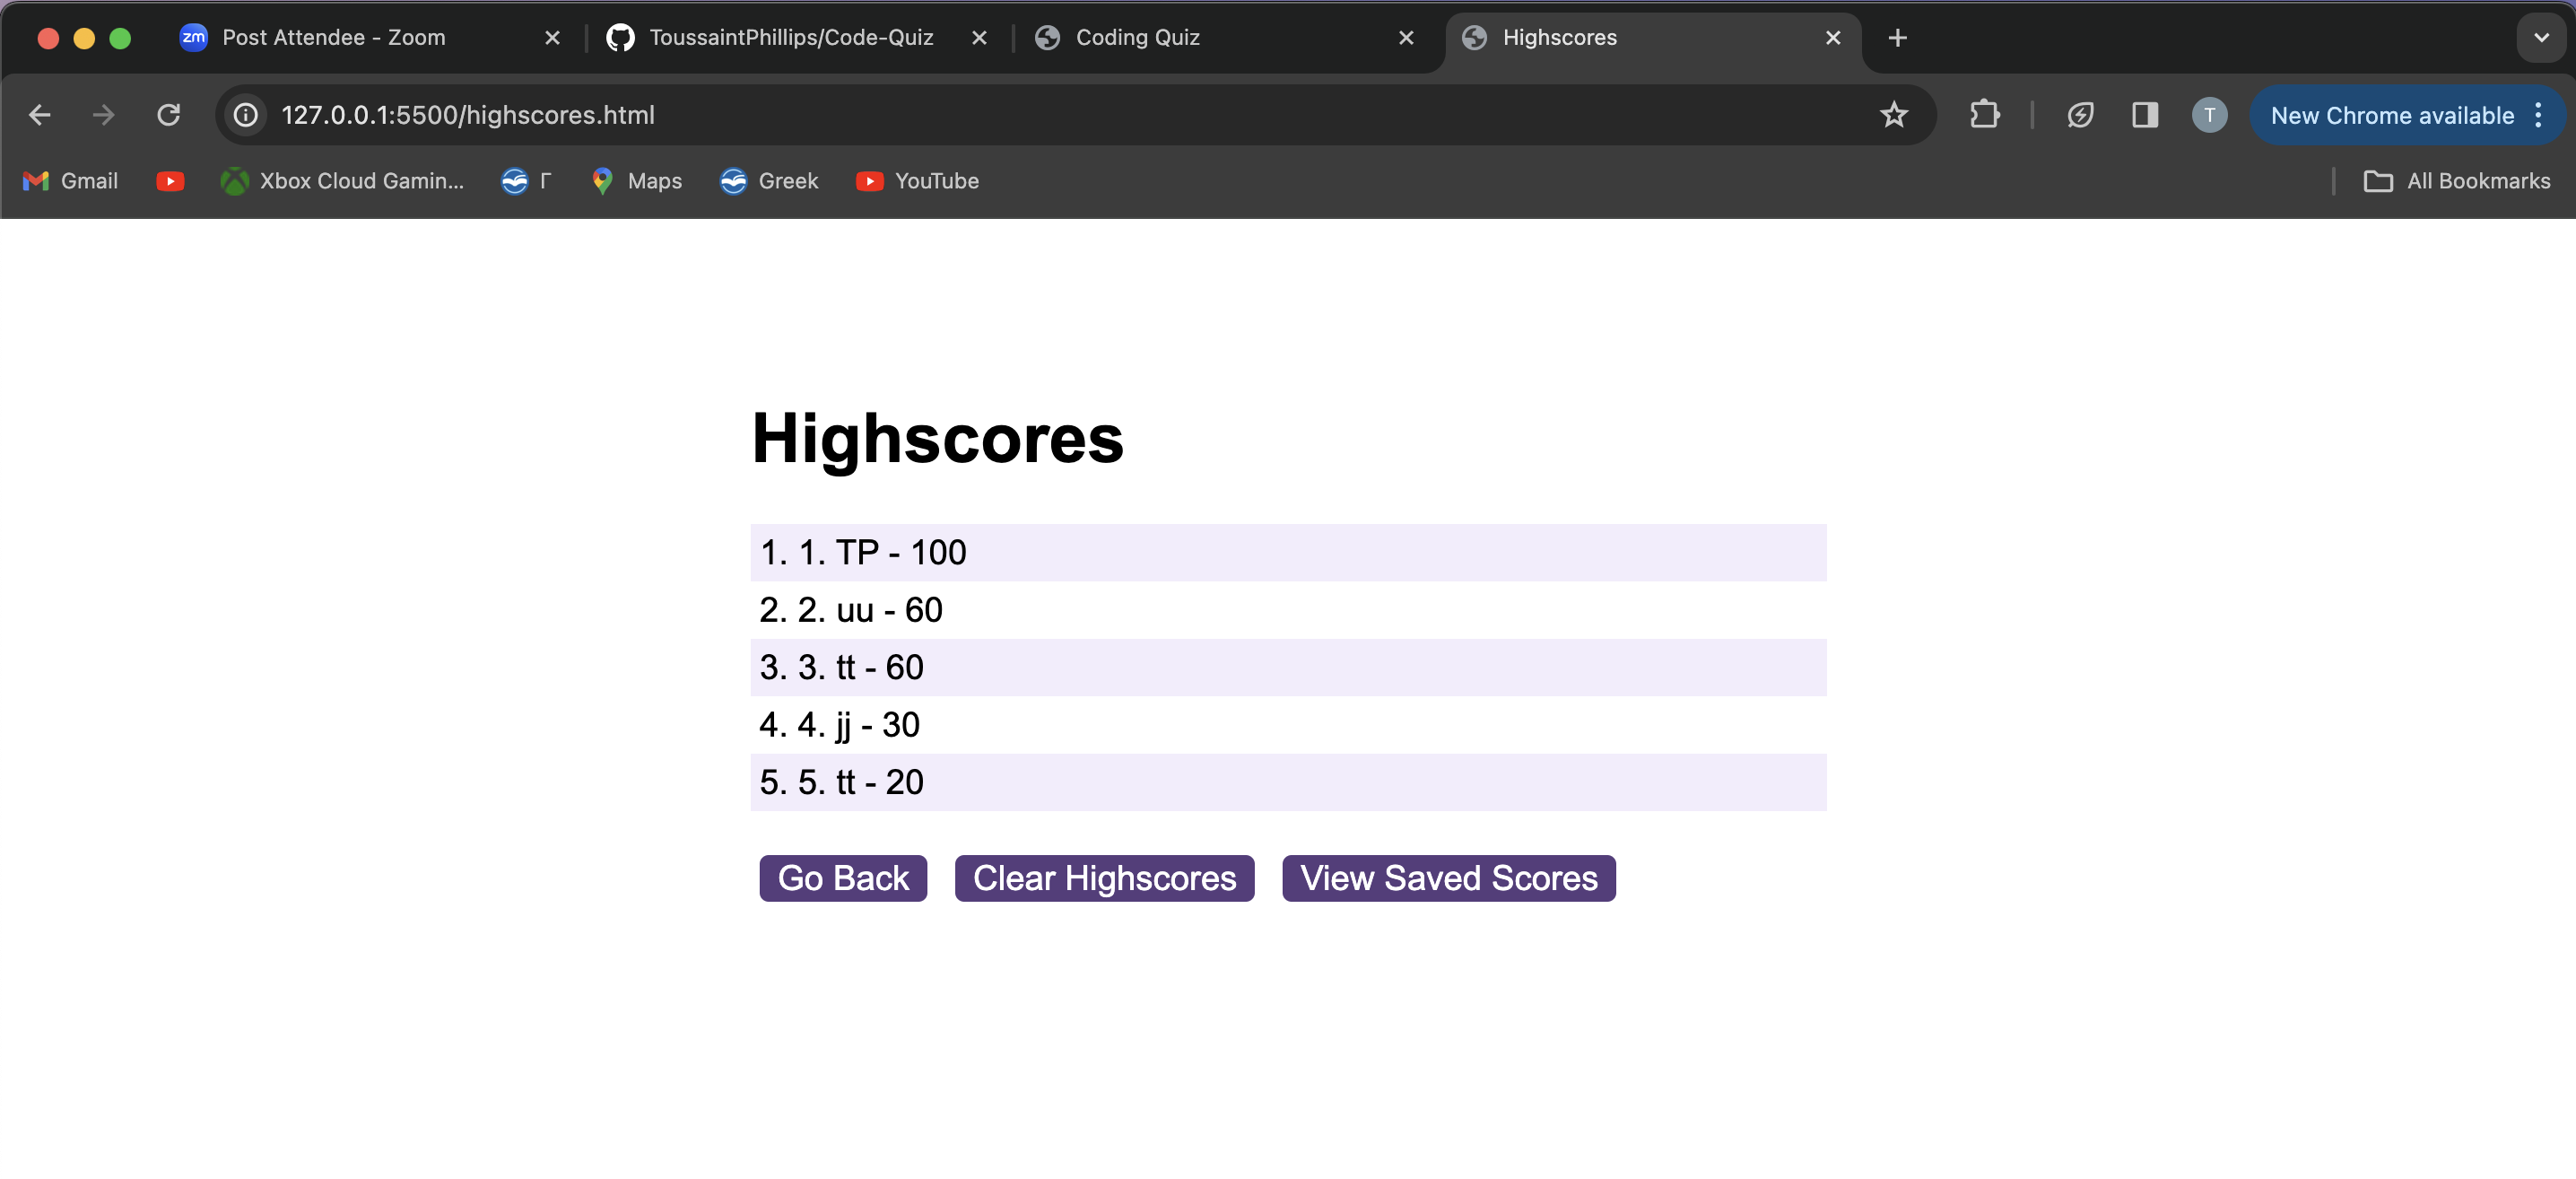 zm Post Attendee - Zoom ToussaintPhillips/Code-Quiz Coding Quiz Highscores
127.0.0.1:5500/highscores.html T New Chrome available
Gmail Xbox Cloud Gamin... Γ Maps Greek YouTube All Bookmarks
Highscores
1. 1. TP - 100
2. 2. uu - 60
3. 3. tt - 60
4. 4. jj - 30
5. 5. tt - 20
Go Back Clear Highscores View Saved Scores